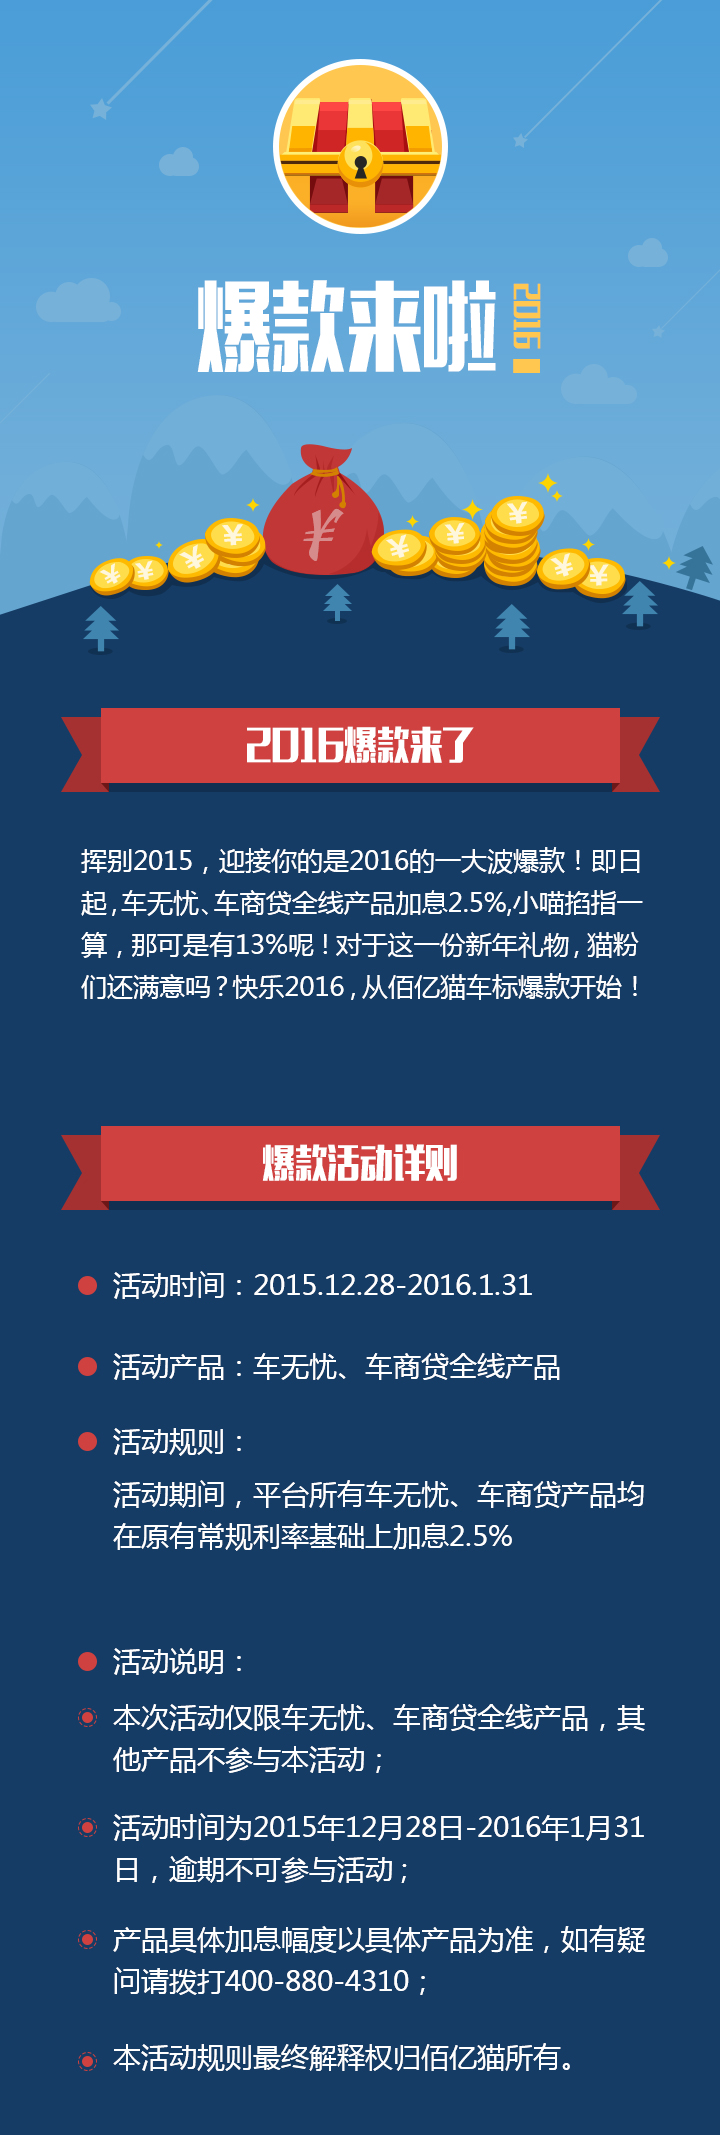 爆款来啦
2016
2016爆款来了
挥别2015，迎接你的是2016的一大波爆款！即日
起，车无忧、车商贷全线产品加息2.5%,小喵掐指一
算，那可是有13%呢！对于这一份新年礼物，猫粉
们还满意吗？快乐2016，从佰亿猫车标爆款开始！
爆款活动详则
活动时间：2015.12.28-2016.1.31
活动产品：车无忧、车商贷全线产品
活动规则：
活动期间，平台所有车无忧、车商贷产品均
在原有常规利率基础上加息2.5%
活动说明：
本次活动仅限车无忧、车商贷全线产品，其
他产品不参与本活动；
活动时间为2015年12月28日-2016年1月31
日，逾期不可参与活动；
产品具体加息幅度以具体产品为准，如有疑
问请拨打400-880-4310；
本活动规则最终解释权归佰亿猫所有。